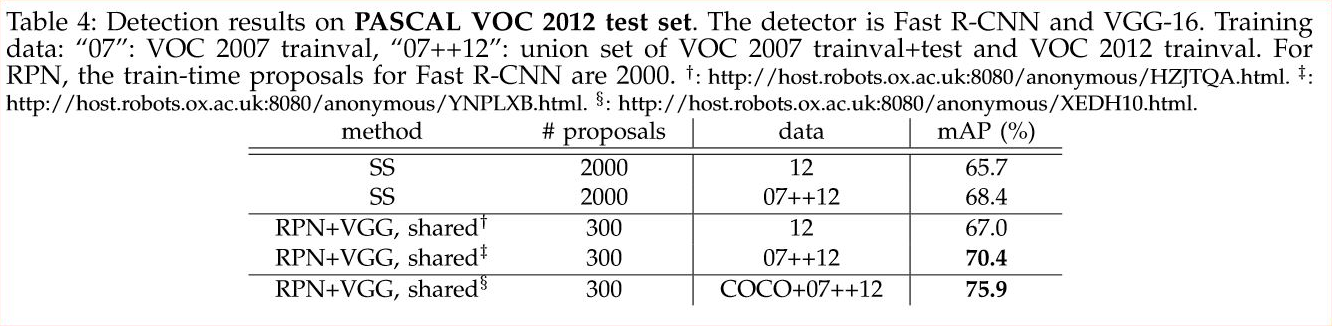 Table 4: Detection results on PASCAL VOC 2012 test set. The detector is Fast R-CNN and VGG-16. Training
data: “07”: VOC 2007 trainval, “07++12”: union set of VOC 2007 trainval+test and VOC 2012 trainval. For
RPN, the train-time proposals for Fast R-CNN are 2000. †: http://host.robots.ox.ac.uk:8080/anonymous/HZJTQA.html. ‡:
http://host.robots.ox.ac.uk:8080/anonymous/YNPLXB.html. §: http://host.robots.ox.ac.uk:8080/anonymous/XEDH10.html.
method # proposals data mAP (%)
SS 2000 12 65.7
SS 2000 07++12 68.4
RPN+VGG, shared† 300 12 67.0
RPN+VGG, shared‡ 300 07++12 70.4
RPN+VGG, shared§ 300 COCO+07++12 75.9